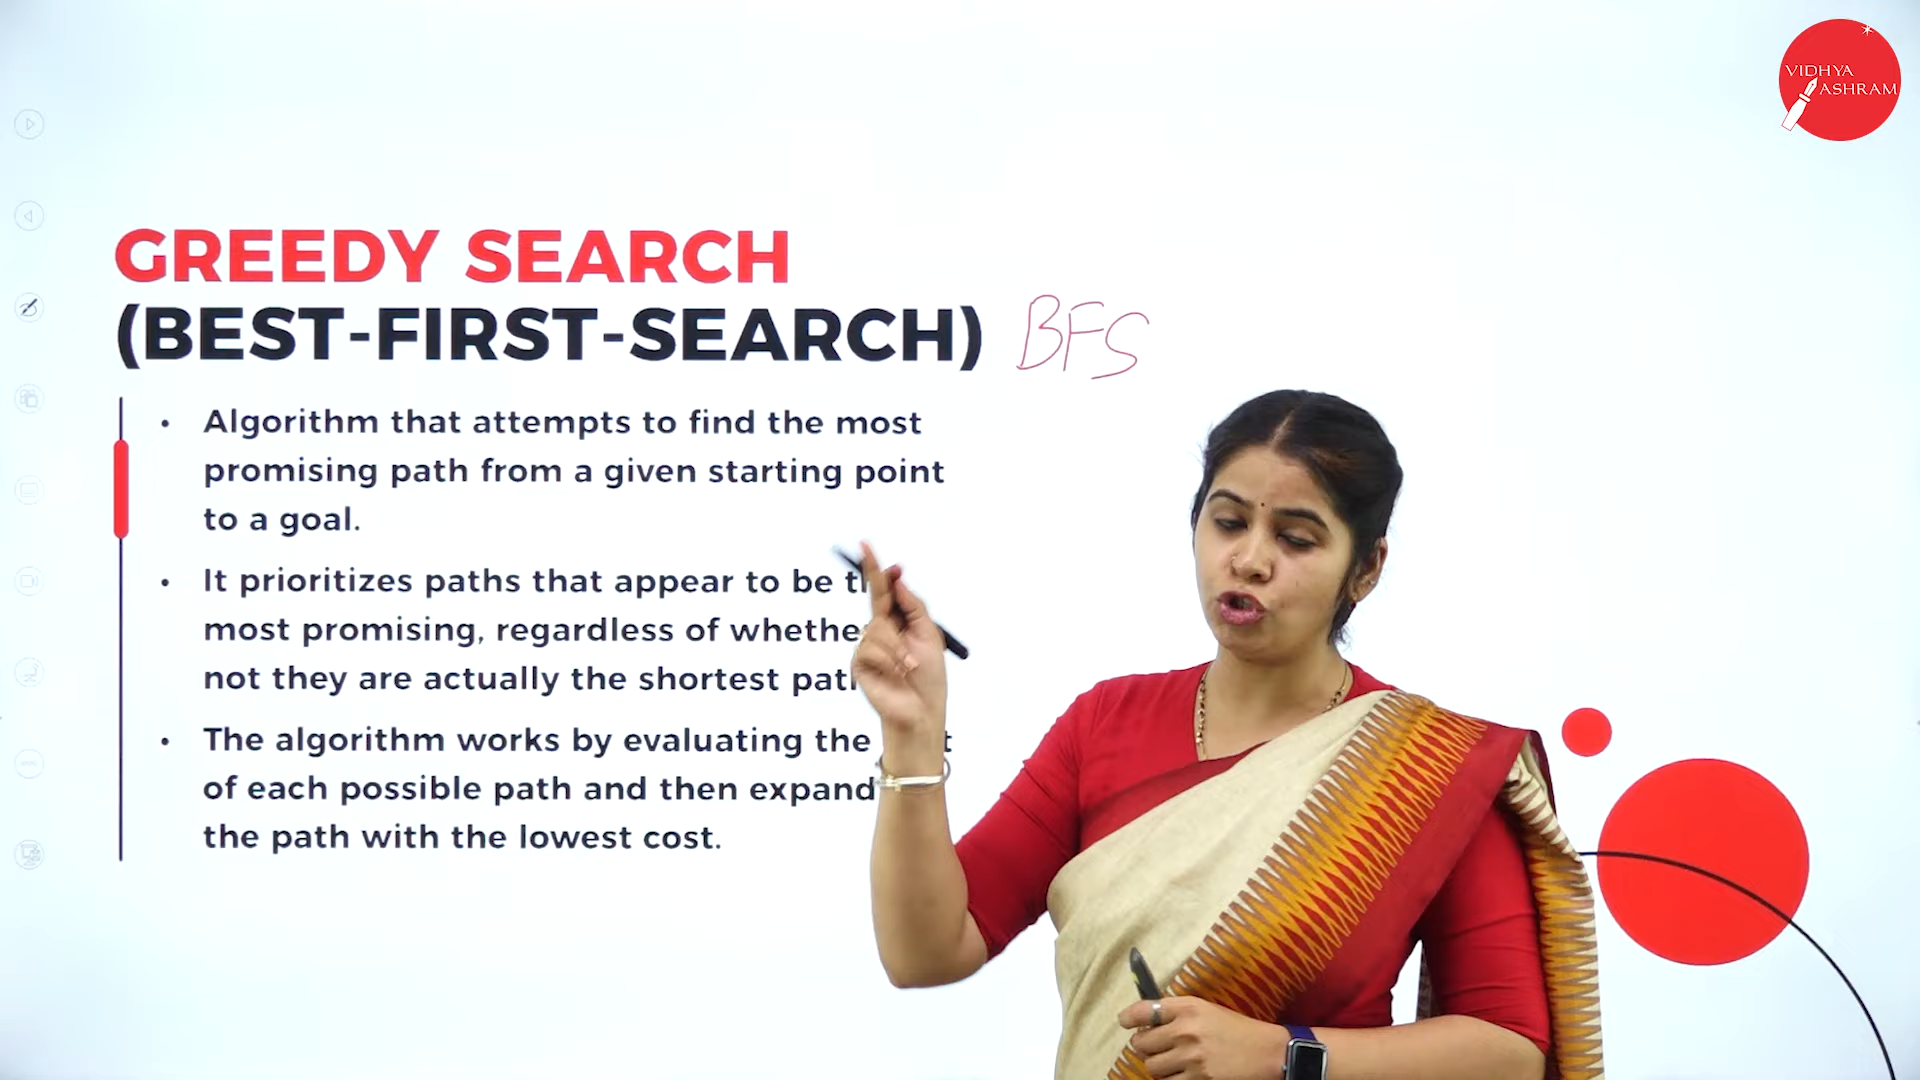 VIDHYA
ASHRAM
GREEDY SEARCH
(BEST-FIRST-SEARCH) BFS
• Algorithm that attempts to find the most
promising path from a given starting point
to a goal.
• It prioritizes paths that appear to be
most promising, regardless of
not they are actually the shortest
• The algorithm works by evaluating the
of each possible path and then expand
the path with the lowest cost.